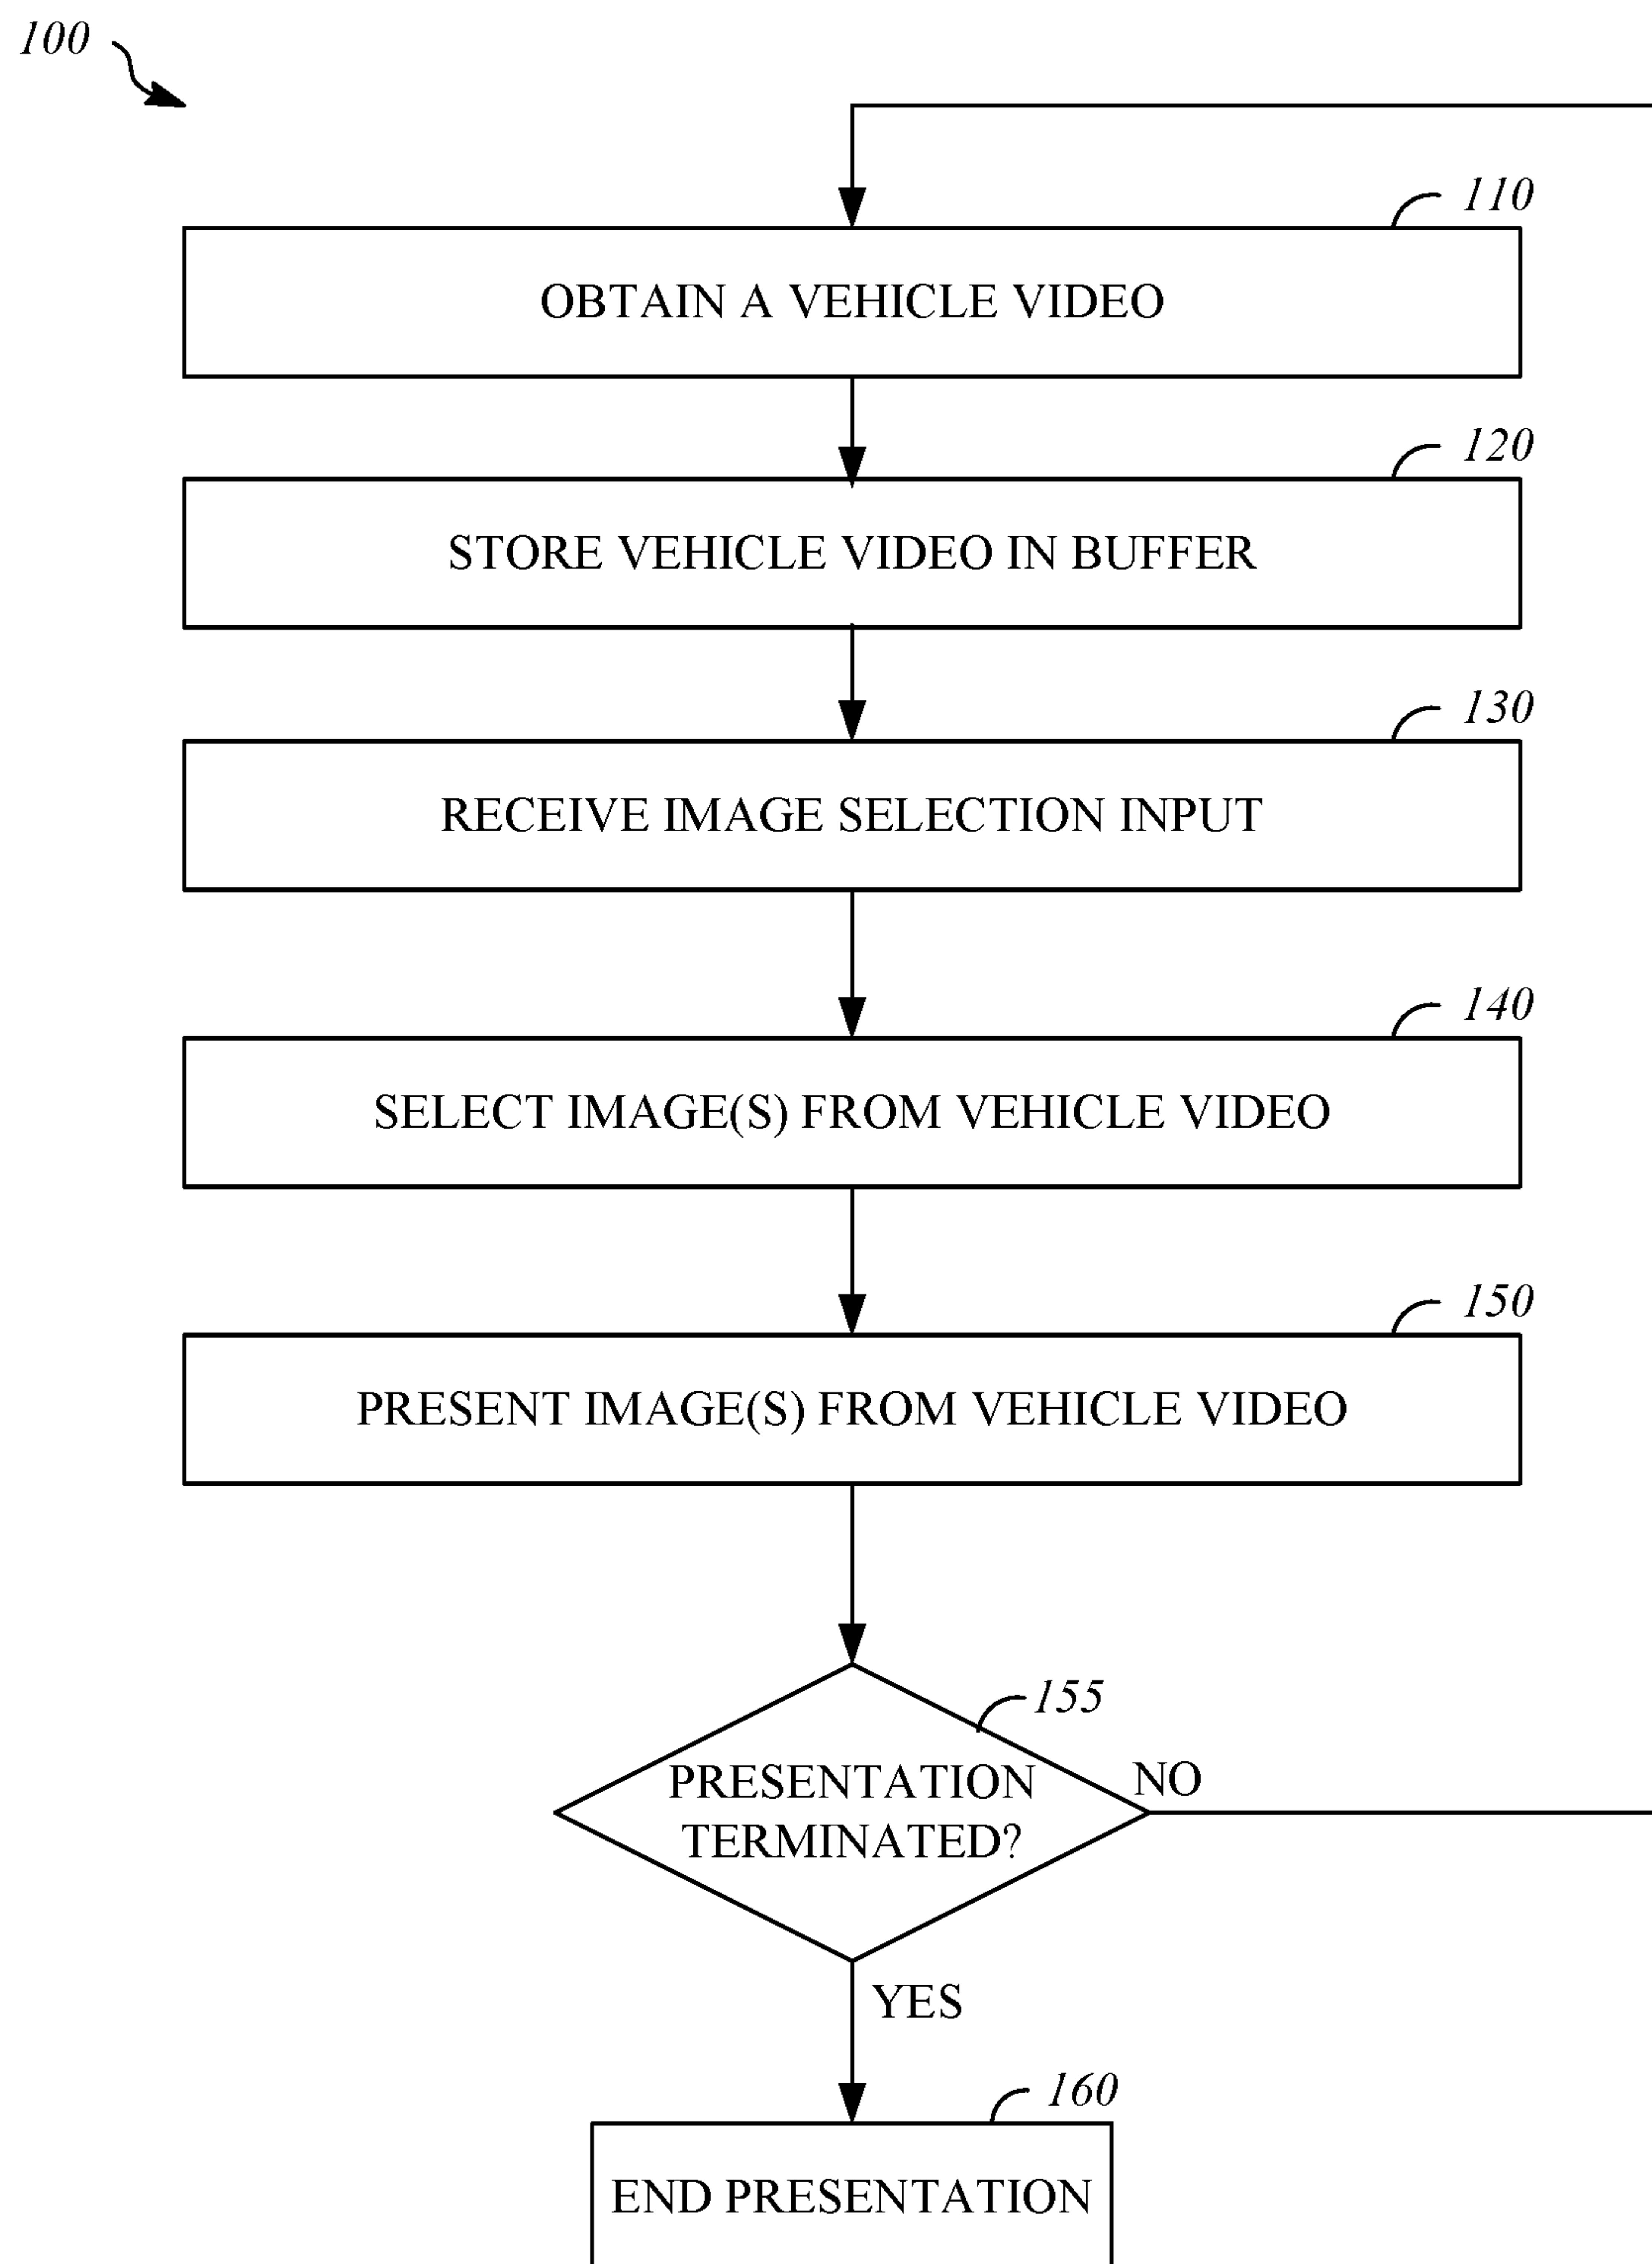 100
110
OBTAIN A VEHICLE VIDEO
120
STORE VEHICLE VIDEO IN BUFFER
130
RECEIVE IMAGE SELECTION INPUT
140
SELECT IMAGE(S) FROM VEHICLE VIDEO
150
PRESENT IMAGE(S) FROM VEHICLE VIDEO
155
PRESENTATION
TERMINATED?
NO
YES
160
END PRESENTATION